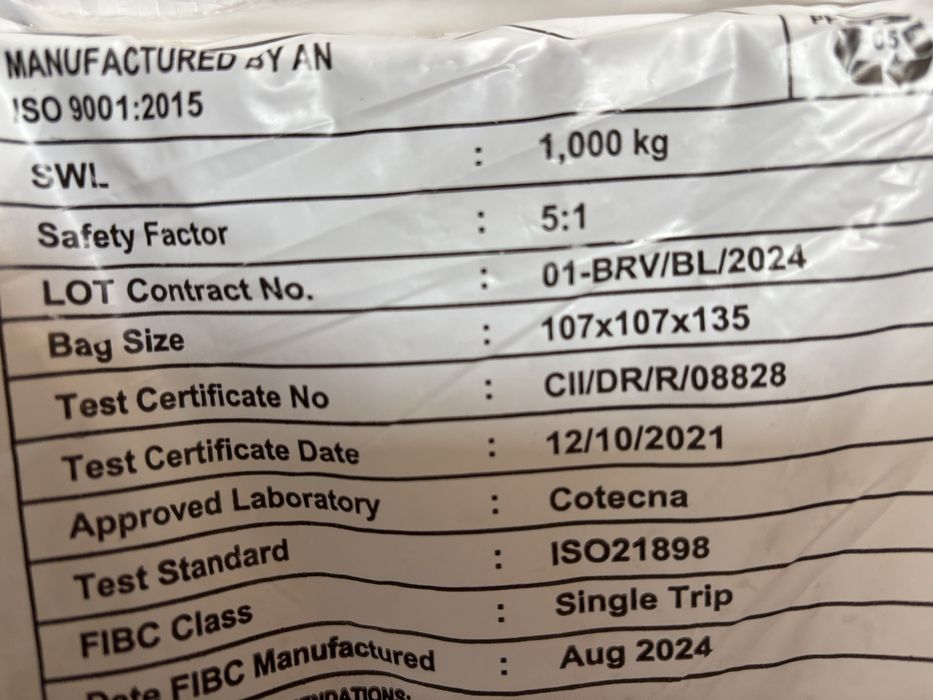 MANUFACTURED BY AN
ISO 9001:2015
SWL : 1,000 kg
Safety Factor : 5:1
LOT Contract No. : 01-BRV/BL/2024
Bag Size : 107x107x135
Test Certificate No : CII/DR/R/08828
Test Certificate Date : 12/10/2021
Approved Laboratory : Cotecna
Test Standard : ISO21898
FIBC Class : Single Trip
Date FIBC Manufactured : Aug 2024